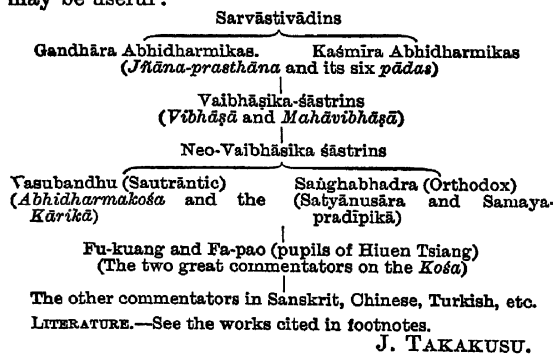 may be useful:
Sarvāstivādins
Gandhāra Abhidharmikas. Kaśmīra Abhidharmikas
(Jñāna-prasthāna and its six pādas)
Vaibhāṣika-śāstrins
(Vibhāṣā and Mahāvibhāṣā)
Neo-Vaibhāṣika śāstrins
Vasubandhu (Sautrāntic) Saṅghabhadra (Orthodox)
(Abhidharmakośa and the (Satyānusāra and Samaya-
Kārikā) pradīpikā)
Fu-kuang and Fa-pao (pupils of Hiuen Tsiang)
(The two great commentators on the Kośa)
The other commentators in Sanskrit, Chinese, Turkish, etc.
LITERATURE.—See the works cited in footnotes.
J. TAKAKUSU.